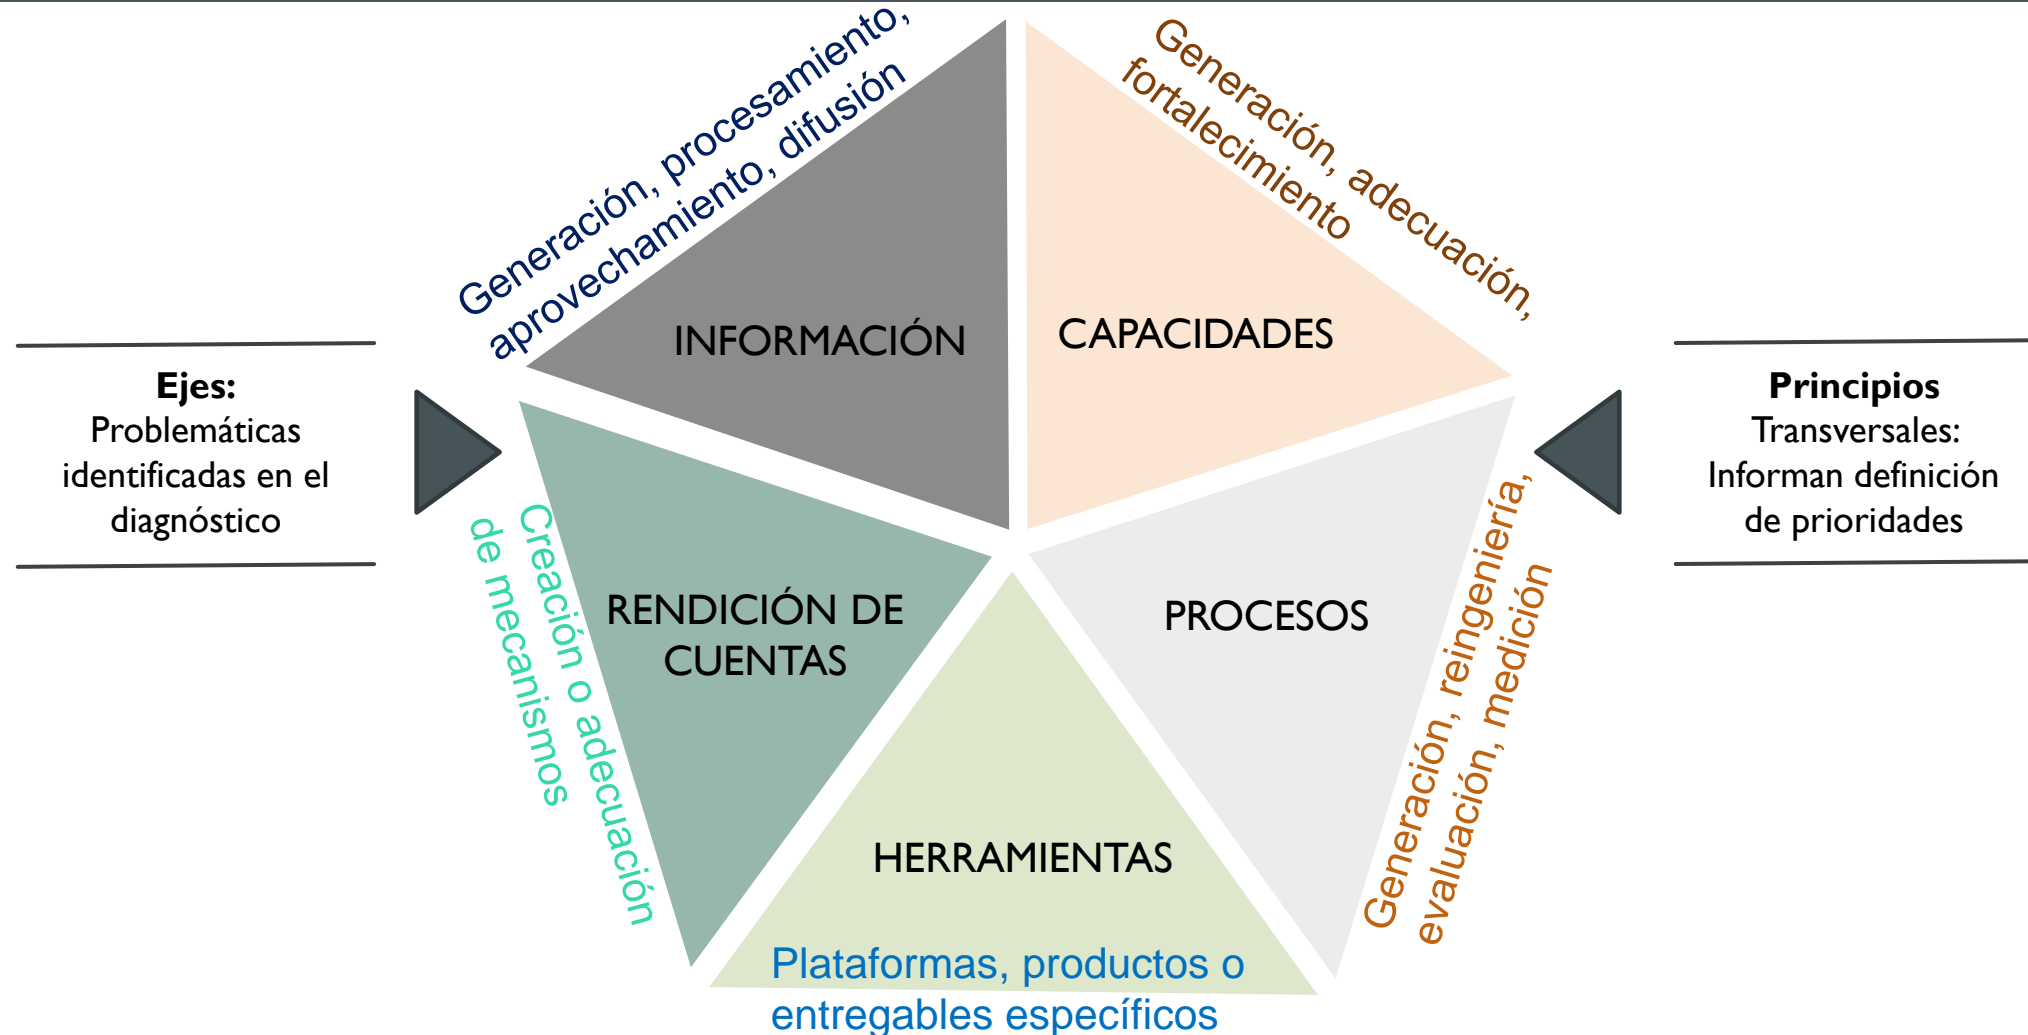 Generación, procesamiento,
aprovechamiento, difusión
Generación, adecuación,
fortalecimiento
INFORMACIÓN
CAPACIDADES
Ejes:
Problemáticas
identificadas en el
diagnóstico
Principios
Transversales:
Informan definición
de prioridades
Creación o adecuación
de mecanismos
RENDICIÓN DE
CUENTAS
PROCESOS
Generación, reingeniería,
evaluación, medición
HERRAMIENTAS
Plataformas, productos o
entregables específicos